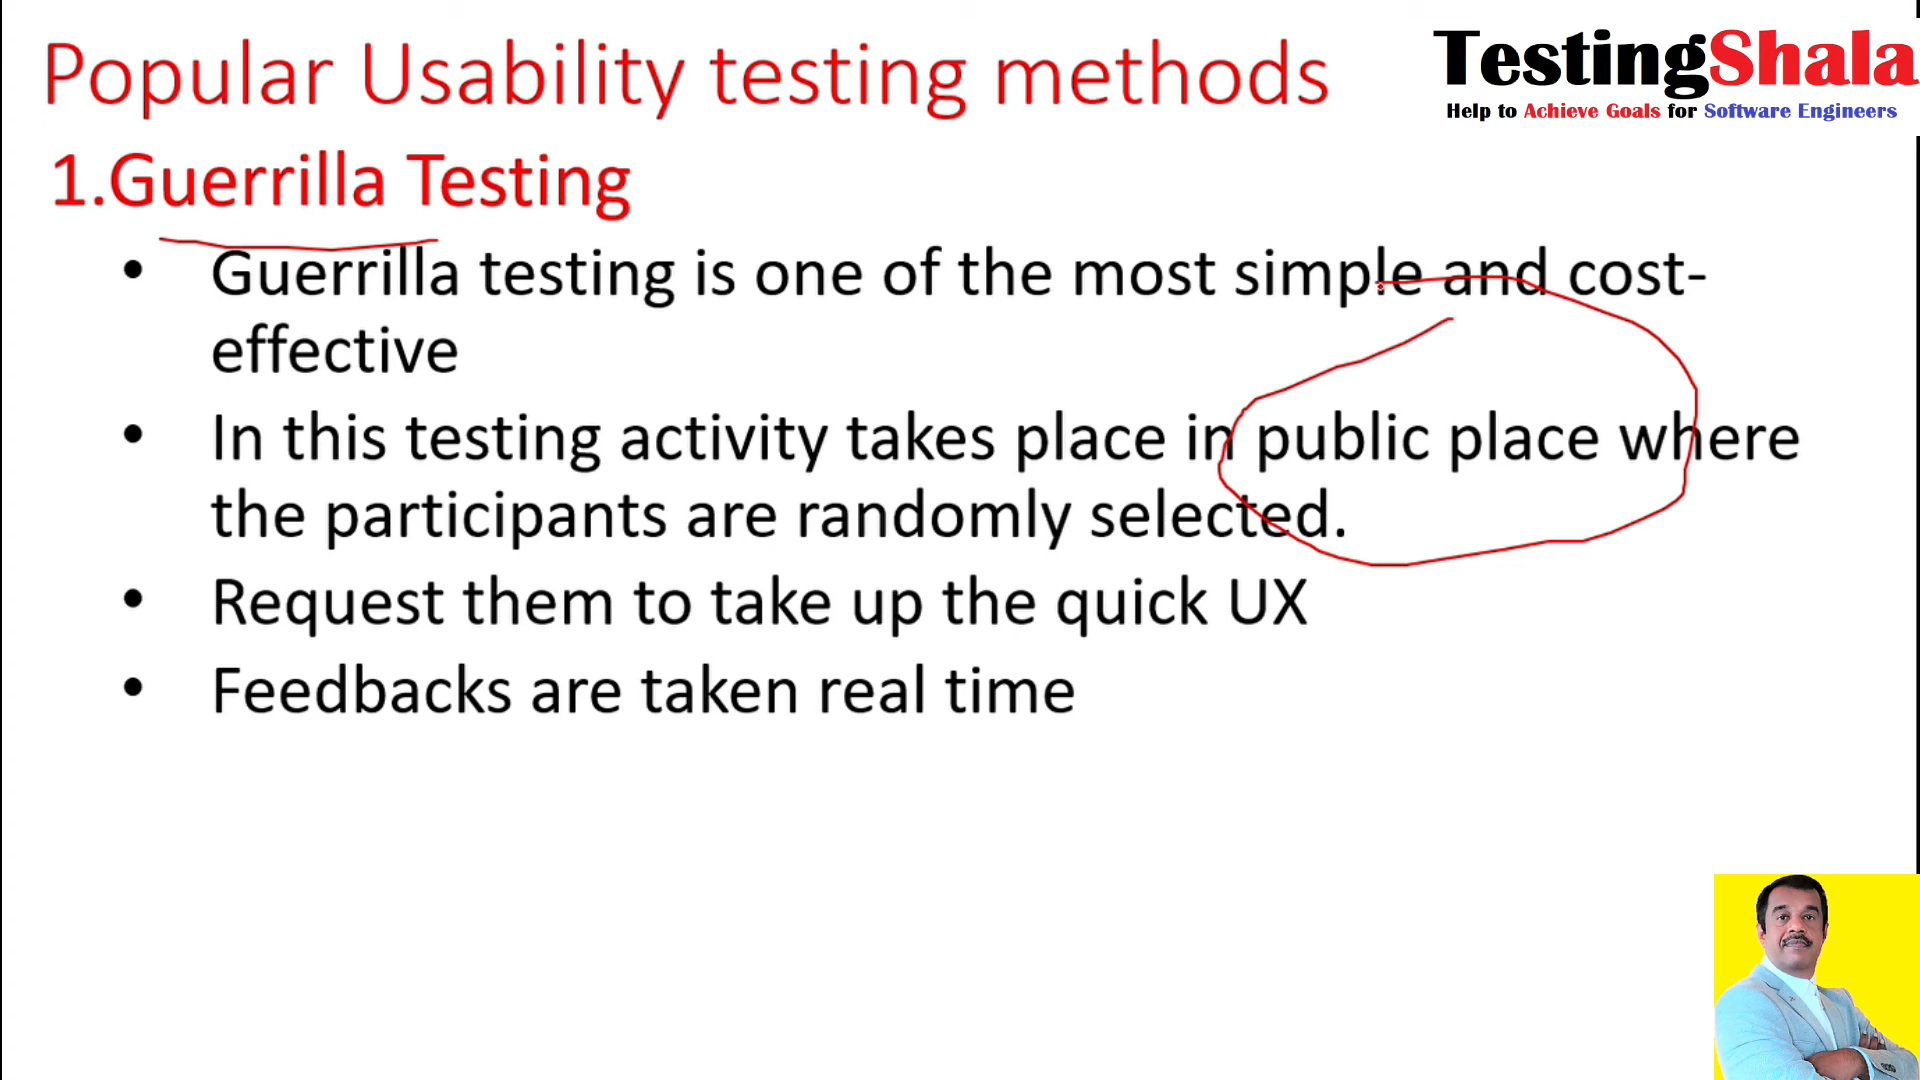 Popular Usability testing methods
TestingShala
Help to Achieve Goals for Software Engineers
1.Guerrilla Testing
• Guerrilla testing is one of the most simple and cost-
effective
• In this testing activity takes place in public place where
the participants are randomly selected.
• Request them to take up the quick UX
• Feedbacks are taken real time